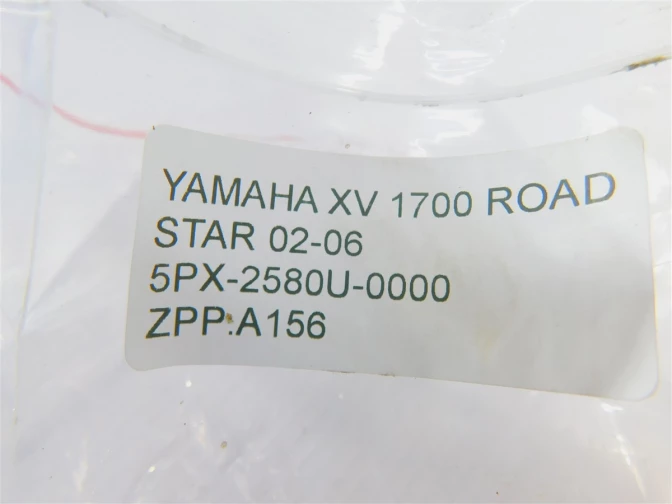 YAMAHA XV 1700 ROAD
STAR 02-06
5PX-2580U-0000
ZPP.A156